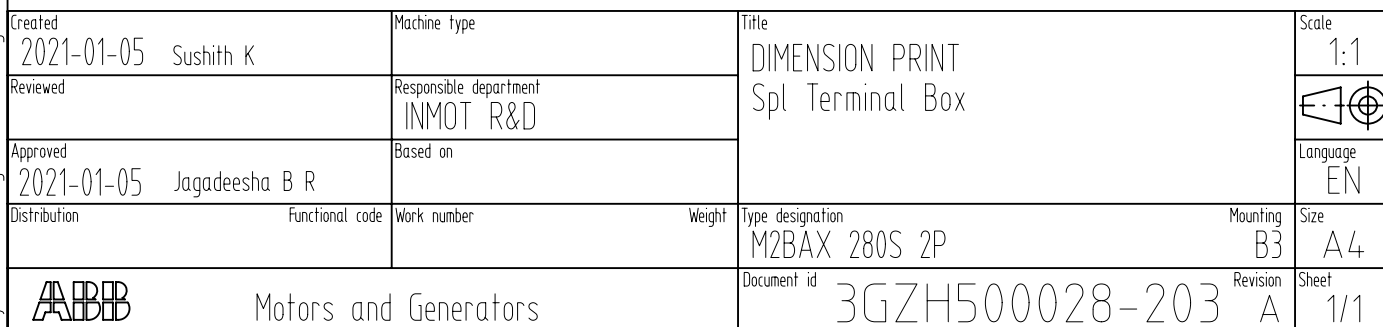 Created
2021-01-05 Sushith K
Machine type
Title
DIMENSION PRINT
Spl Terminal Box
Scale
1:1
Reviewed
Responsible department
INMOT R&D
Approved
2021-01-05 Jagadeesha B R
Based on
Language
EN
Distribution
Functional code
Work number
Weight
Type designation
M2BAX 280S 2P
Mounting
B3
Size
A4
ABB
Motors and Generators
Document id
3GZH500028-203
Revision
A
Sheet
1/1